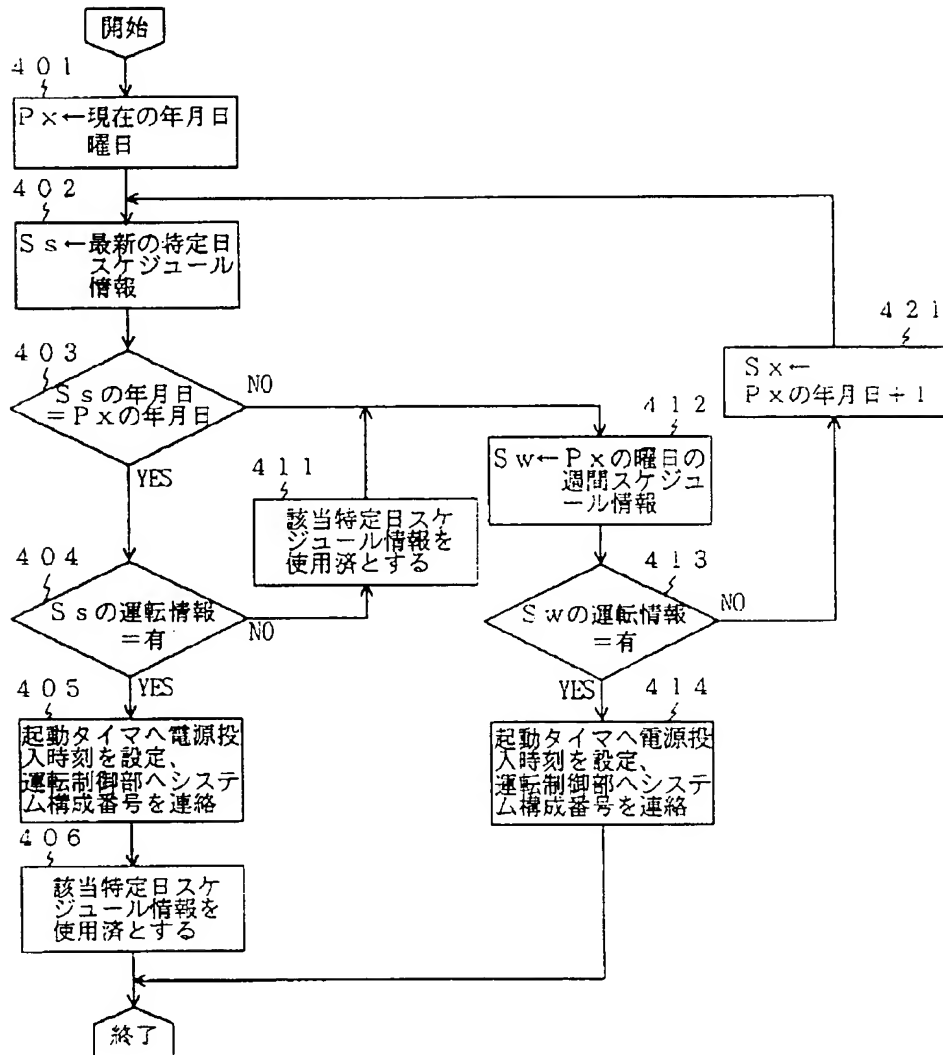 開始
401
Px←現在の年月日
曜日
402
Ss←最新の特定日
スケジュール
情報
403
Ssの年月日
=Pxの年月日
NO
YES
404
Ssの運転情報
=有
NO
YES
405
起動タイマへ電源投
入時刻を設定、
運転制御部へシステ
ム構成番号を連絡
406
該当特定日スケ
ジュール情報を
使用済とする
終了
411
該当特定日スケ
ジュール情報を
使用済とする
412
Sw←Pxの曜日の
週間スケジュ
ール情報
413
Swの運転情報
=有
NO
YES
414
起動タイマへ電源投
入時刻を設定、
運転制御部へシステ
ム構成番号を連絡
421
Sx←
Pxの年月日+1